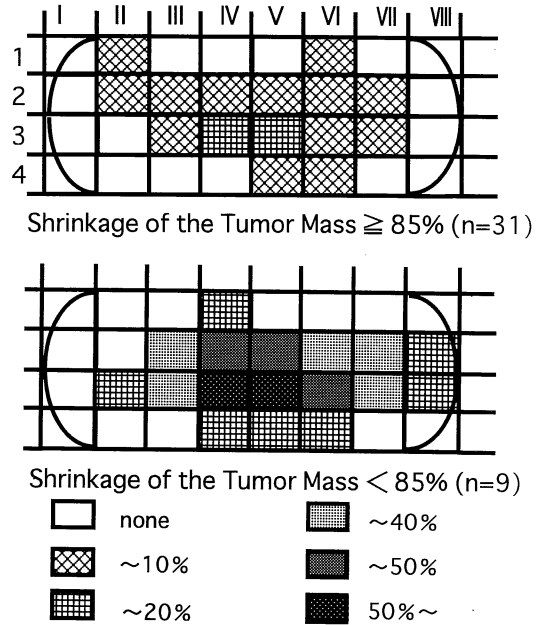 I II III IV V VI VII VIII
1
2
3
4
Shrinkage of the Tumor Mass ≧ 85% (n=31)
Shrinkage of the Tumor Mass < 85% (n=9)
none ~40%
~10% ~50%
~20% 50%~